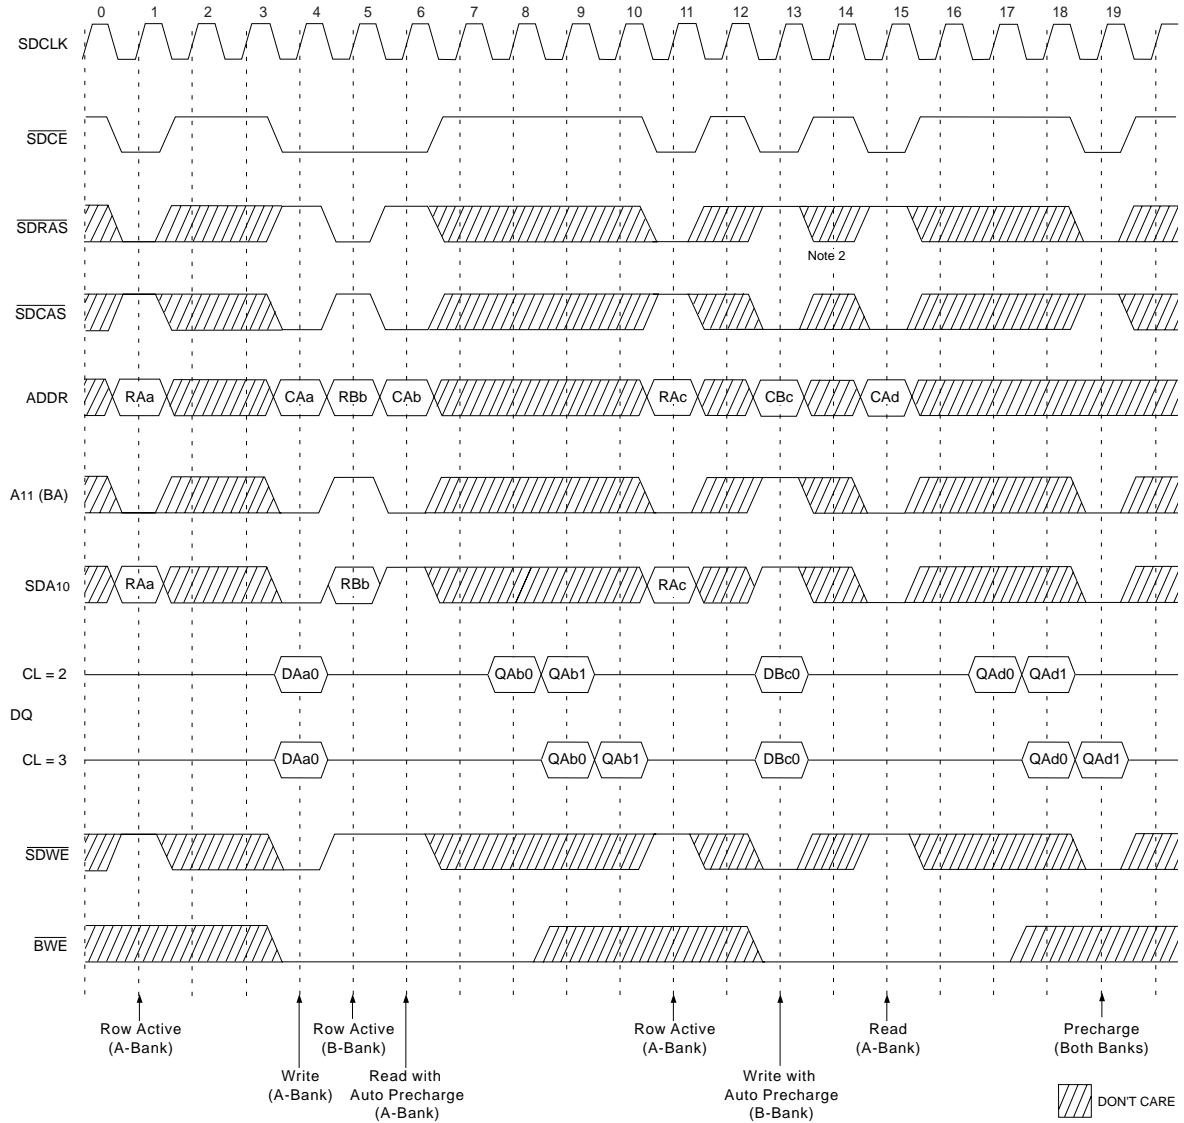 0 1 2 3 4 5 6 7 8 9 10 11 12 13 14 15 16 17 18 19
SDCLK
SDCE
SDRAS
Note 2
SDCAS
ADDR RAa CAa RBb CAb RAc CBc CAd
A11 (BA)
SDA10 RAa RBb RAc
CL = 2 DAa0 QAb0 QAb1 DBc0 QAd0 QAd1
DQ
CL = 3 DAa0 QAb0 QAb1 DBc0 QAd0 QAd1
SDWE
BWE
Row Active
(A-Bank)
Row Active
(B-Bank)
Row Active
(A-Bank)
Read
(A-Bank)
Precharge
(Both Banks)
Write
(A-Bank)
Read with
Auto Precharge
(A-Bank)
Write with
Auto Precharge
(B-Bank)
DON'T CARE